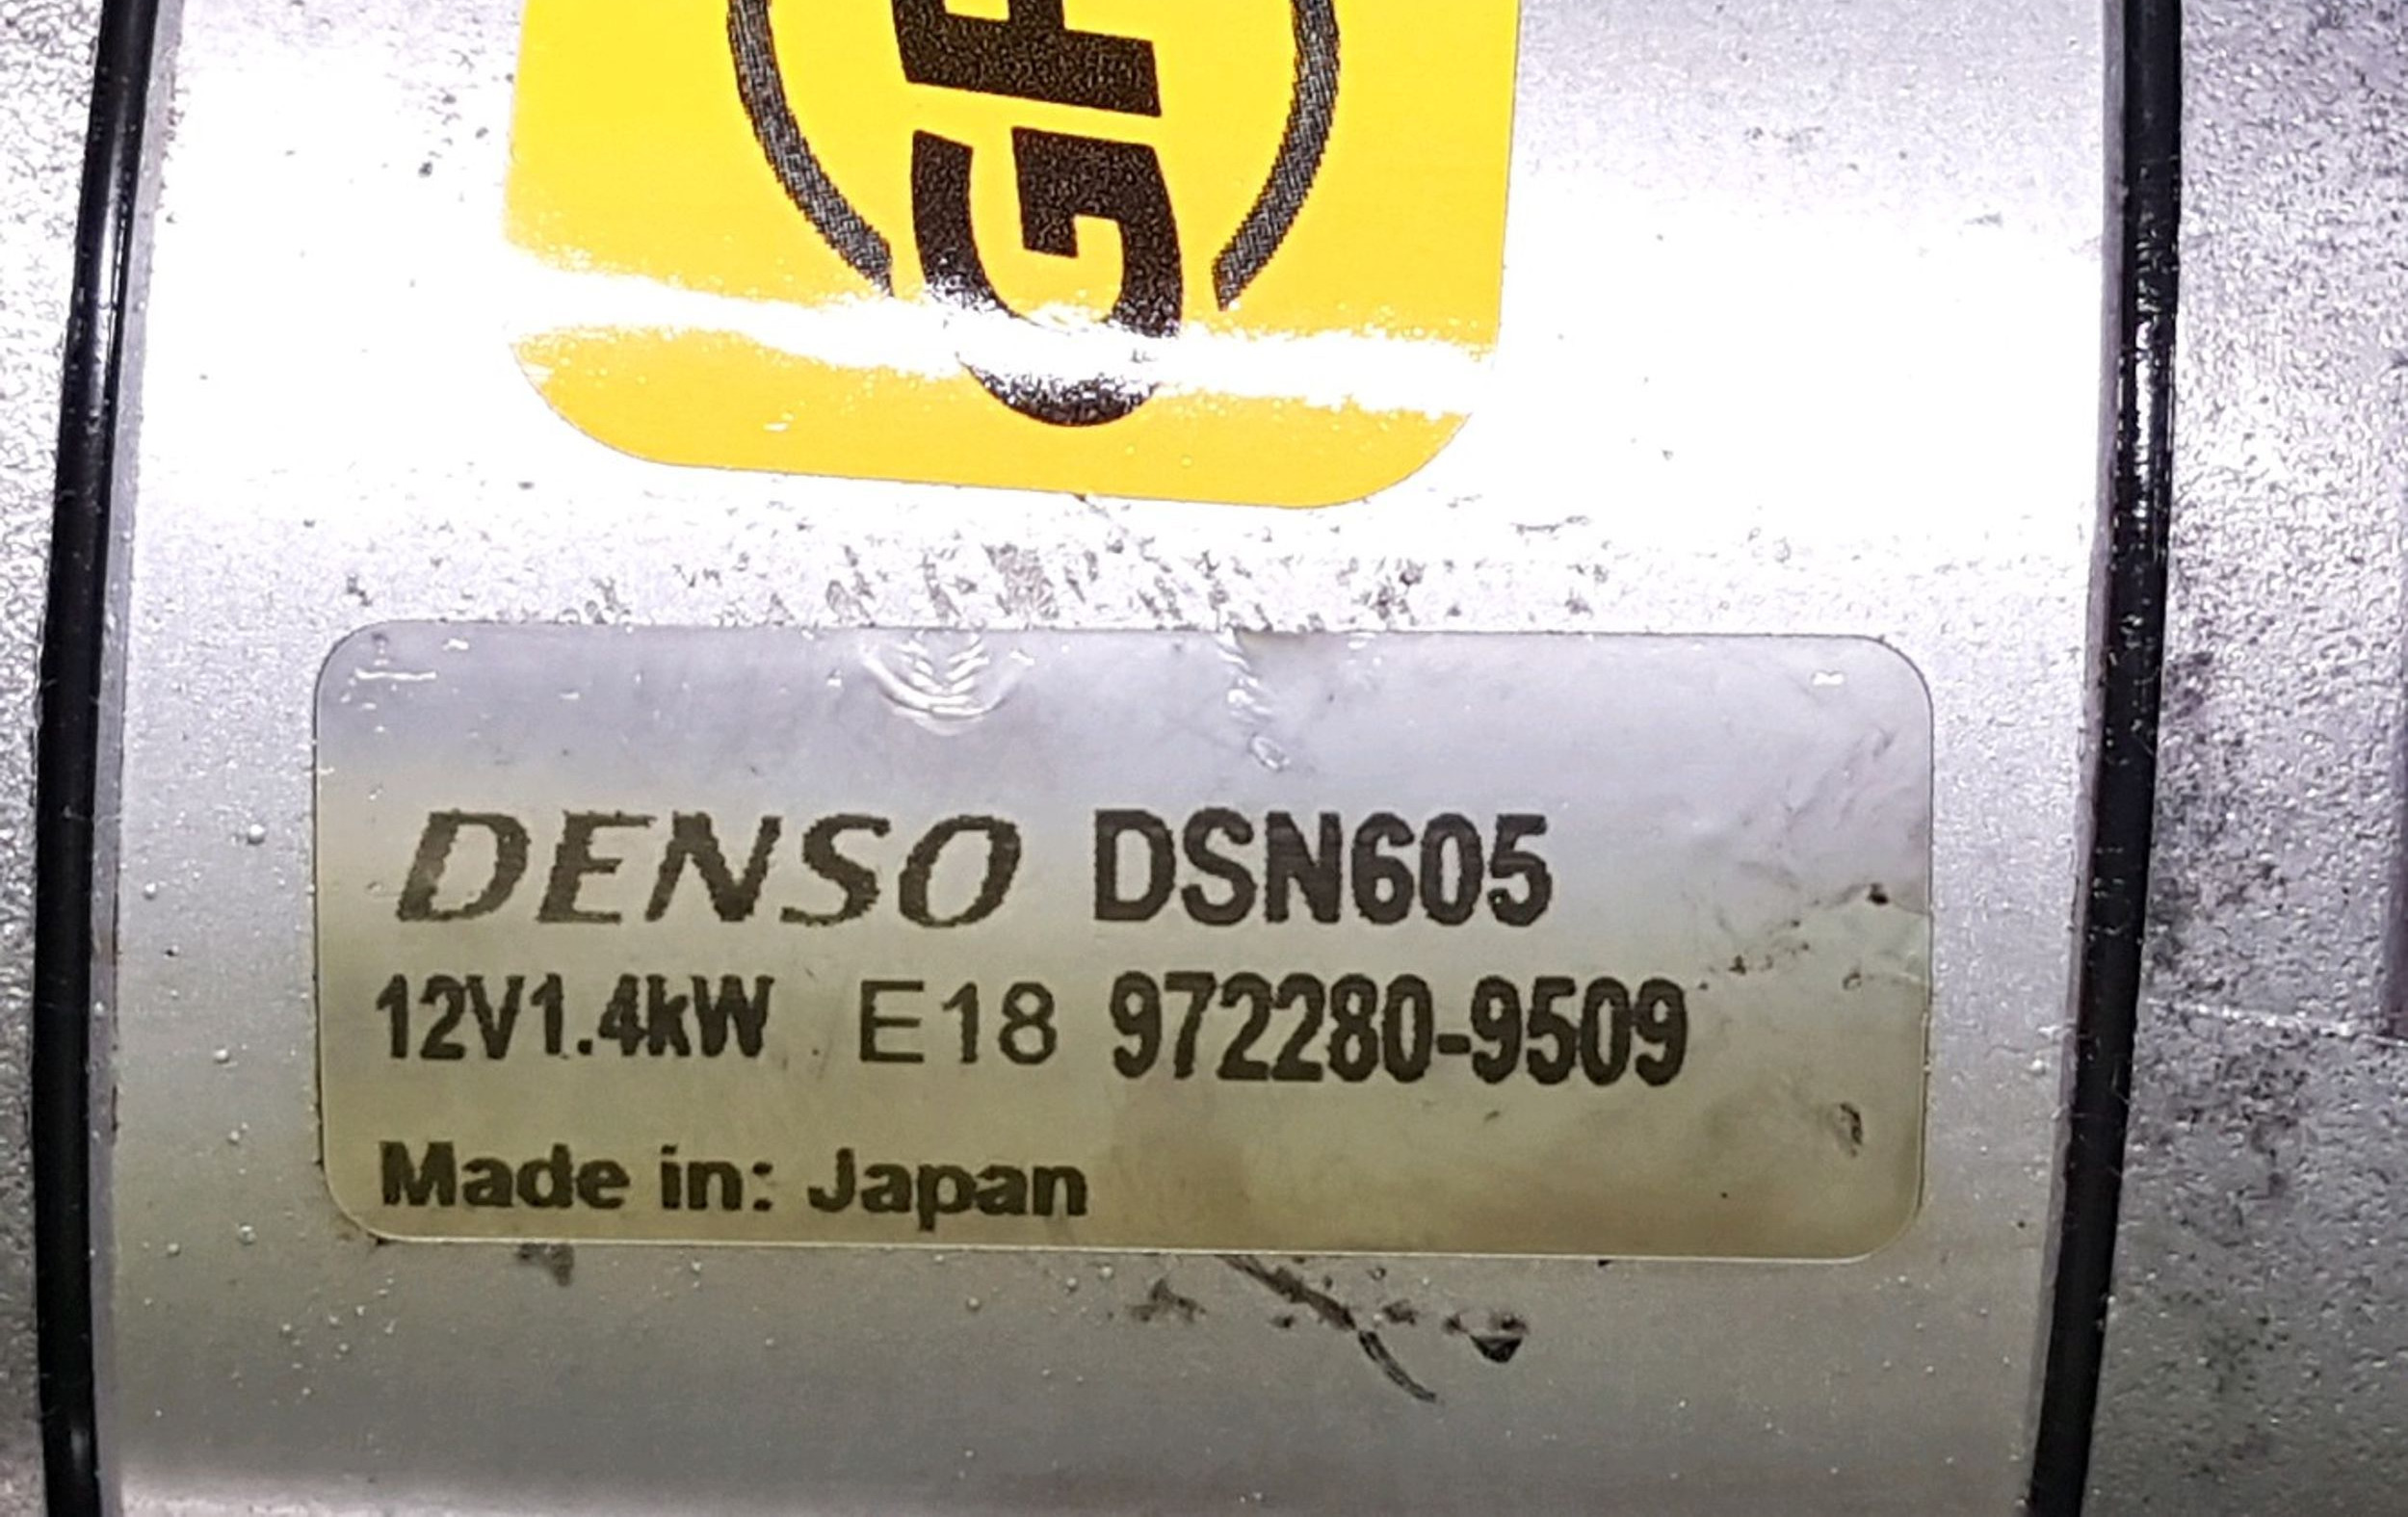 DENSO DSN605
12V1.4kW E18 972280-9509
Made in: Japan